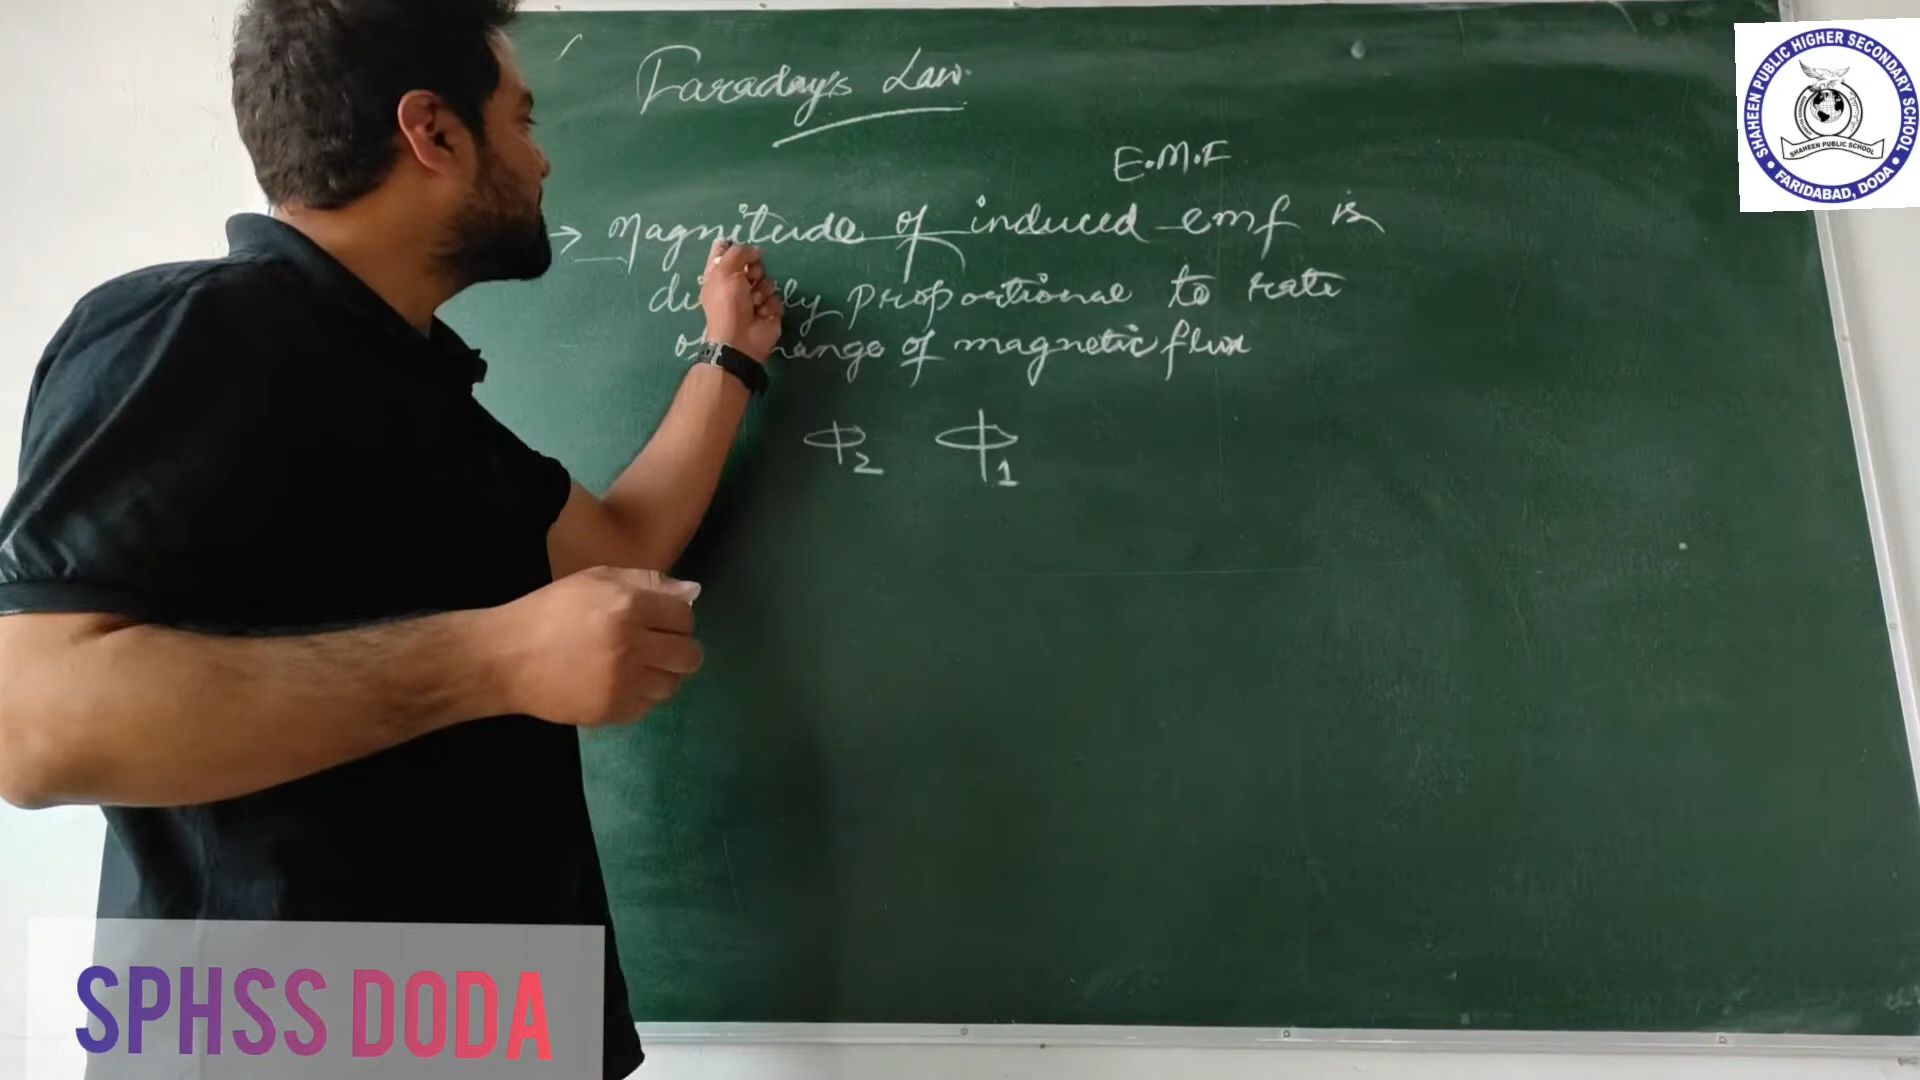 Faraday's Law.
E.M.F
→ Magnitude of induced emf is
directly proportional to rate
of change of magnetic flux
Φ2 Φ1
SHAHEEN PUBLIC HIGHER SECONDARY SCHOOL
SHAHEEN PUBLIC SCHOOL
• FARIDABAD, DODA •
SPHSS DODA